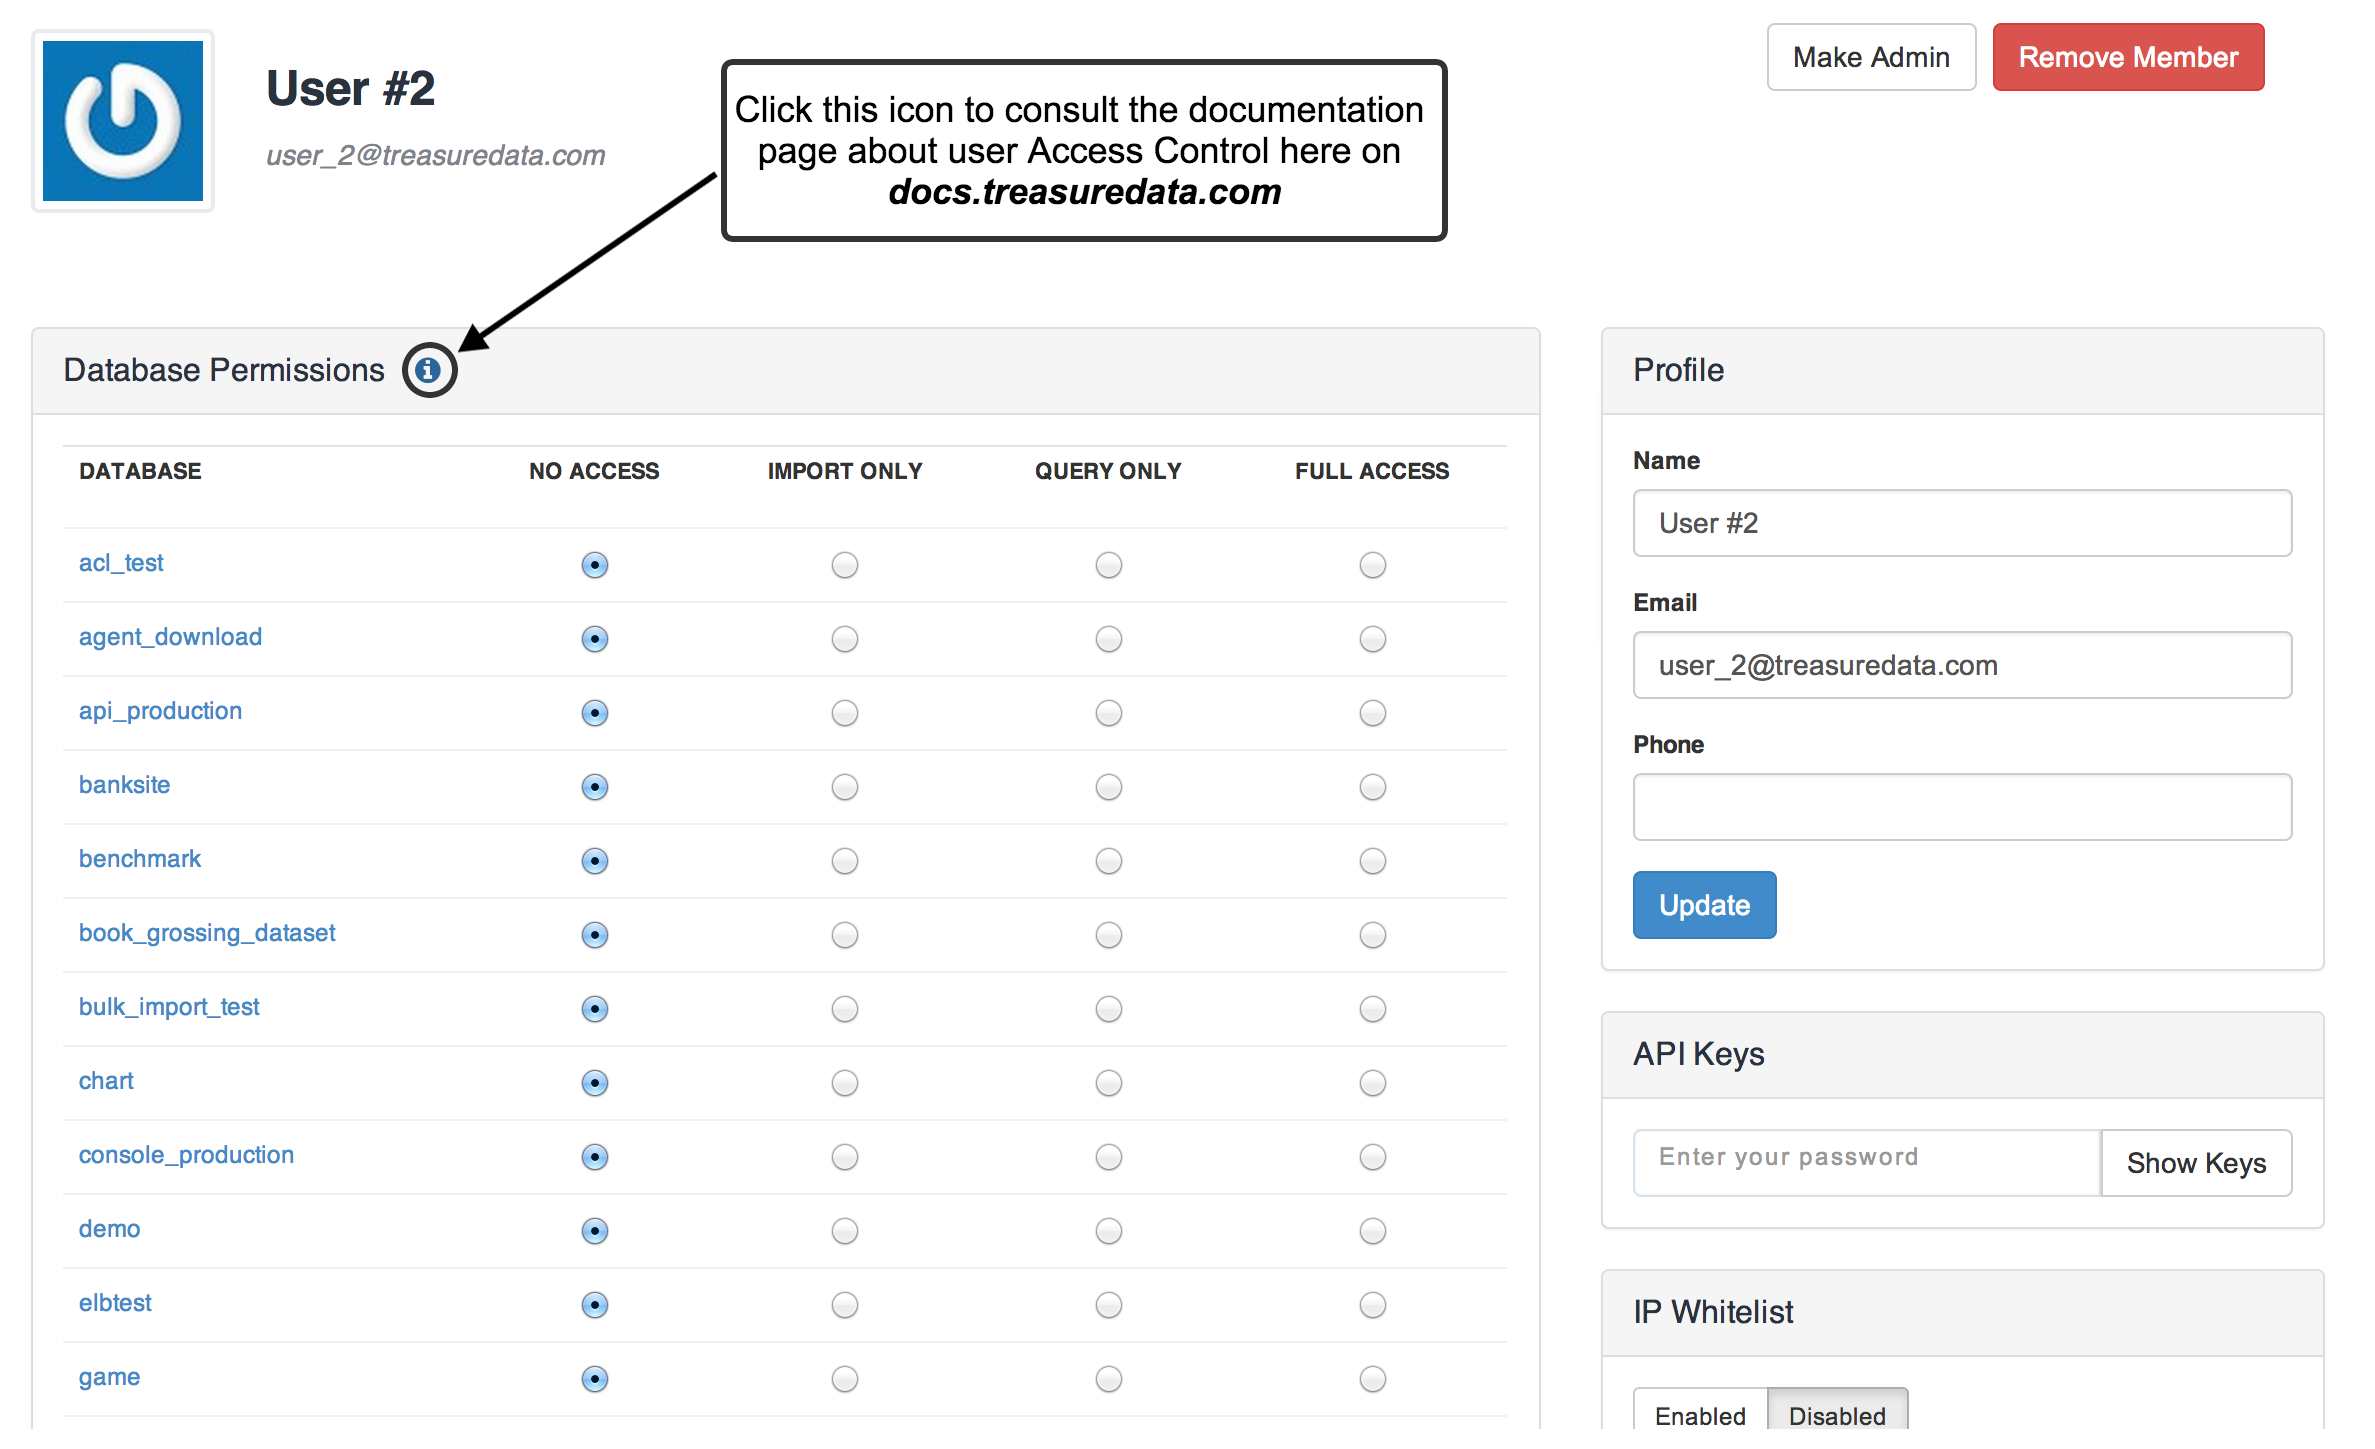 User #2
user_2@treasuredata.com
Click this icon to consult the documentation
page about user Access Control here on
docs.treasuredata.com
Make Admin
Remove Member
Database Permissions
DATABASE NO ACCESS IMPORT ONLY QUERY ONLY FULL ACCESS
acl_test
agent_download
api_production
banksite
benchmark
book_grossing_dataset
bulk_import_test
chart
console_production
demo
elbtest
game
Profile
Name
User #2
Email
user_2@treasuredata.com
Phone
Update
API Keys
Enter your password Show Keys
IP Whitelist
Enabled Disabled